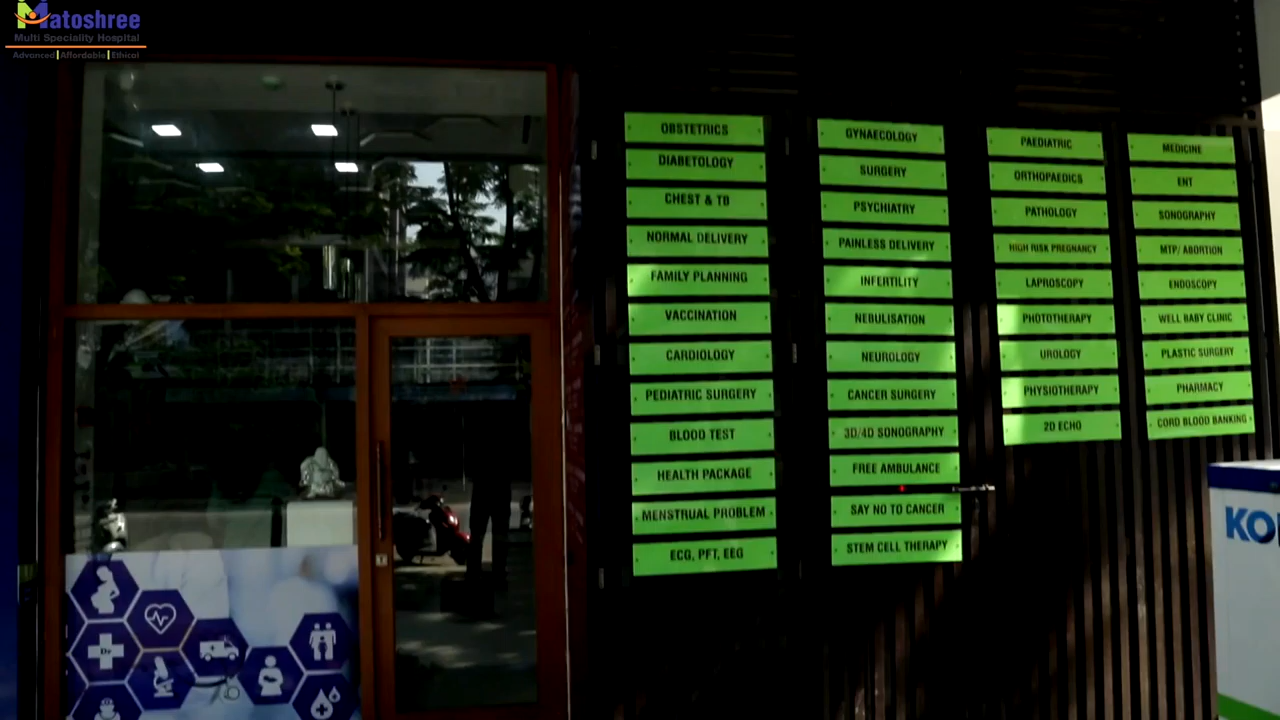 Matoshree
Multi Speciality Hospital
Advanced | Affordable | Ethical
OBSTETRICS
DIABETOLOGY
CHEST & TB
NORMAL DELIVERY
FAMILY PLANNING
VACCINATION
CARDIOLOGY
PEDIATRIC SURGERY
BLOOD TEST
HEALTH PACKAGE
MENSTRUAL PROBLEM
ECG, PFT, EEG
GYNAECOLOGY
SURGERY
PSYCHIATRY
PAINLESS DELIVERY
INFERTILITY
NEBULISATION
NEUROLOGY
CANCER SURGERY
3D/4D SONOGRAPHY
FREE AMBULANCE
SAY NO TO CANCER
STEM CELL THERAPY
PAEDIATRIC
ORTHOPAEDICS
PATHOLOGY
HIGH RISK PREGNANCY
LAPROSCOPY
PHOTOTHERAPY
UROLOGY
PHYSIOTHERAPY
2D ECHO
MEDICINE
ENT
SONOGRAPHY
MTP/ ABORTION
ENDOSCOPY
WELL BABY CLINIC
PLASTIC SURGERY
PHARMACY
CORD BLOOD BANKING
Dr